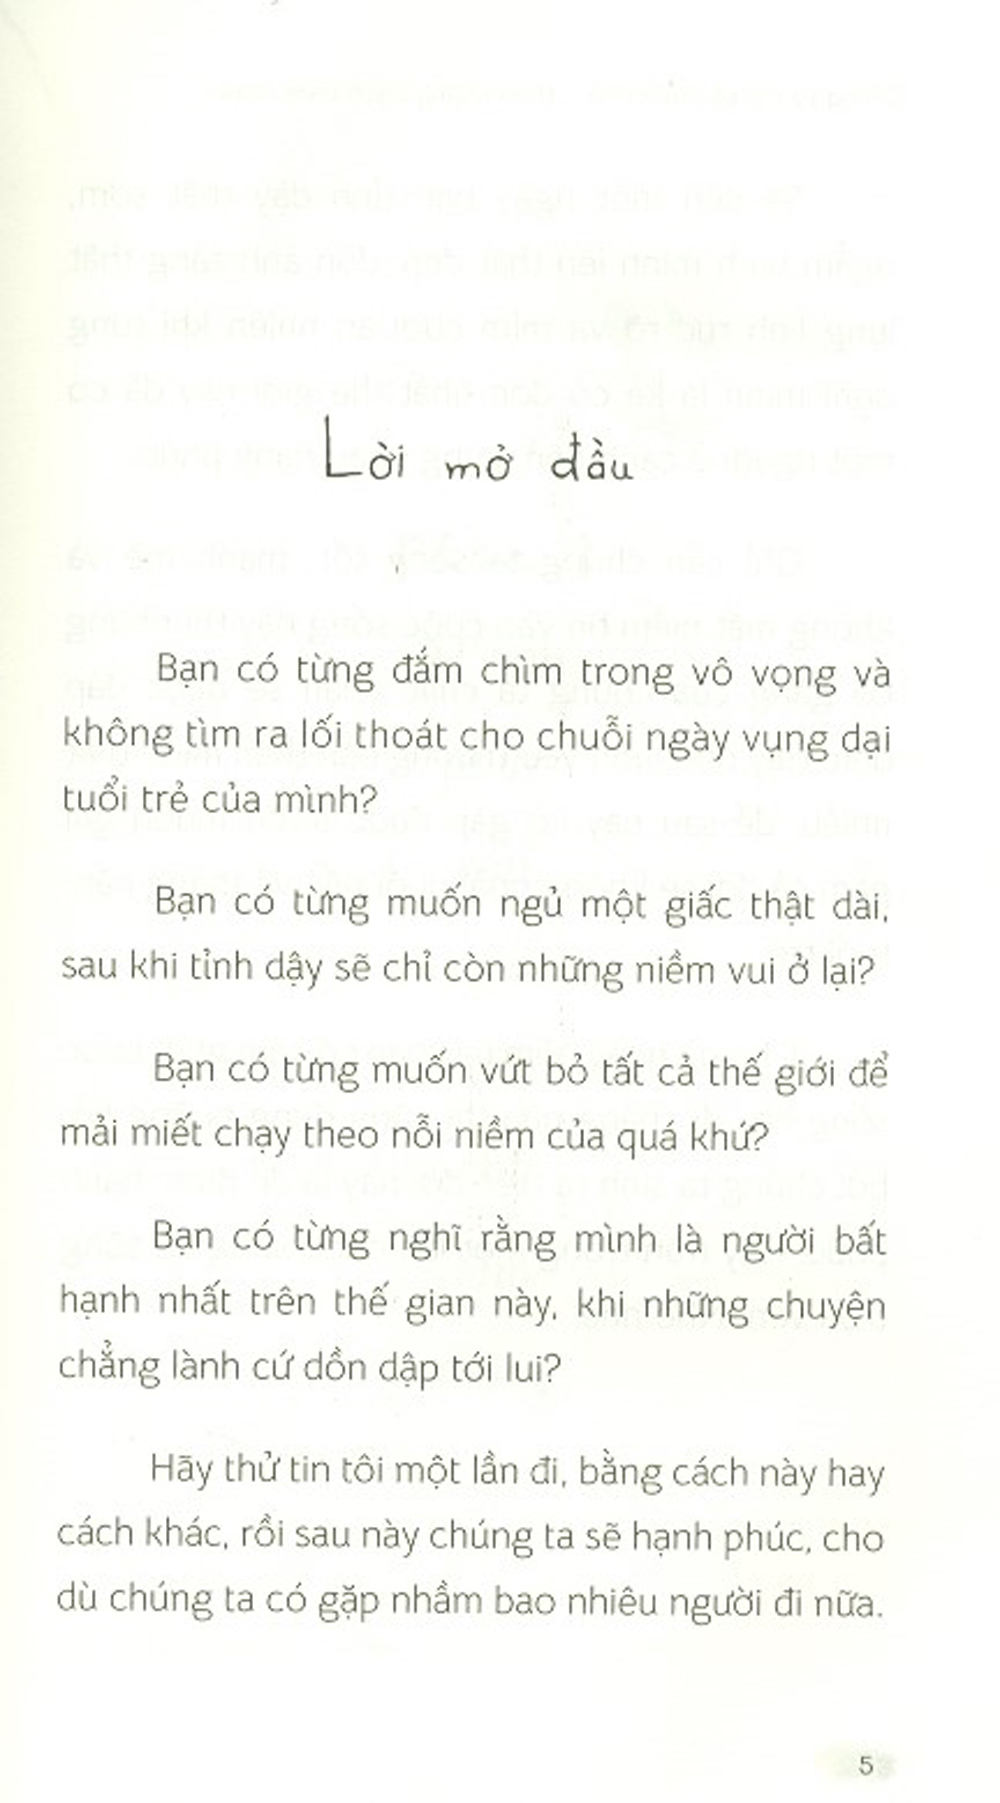 Lời mở đầu
Bạn có từng đắm chìm trong vô vọng và
không tìm ra lối thoát cho chuỗi ngày vụng dại
tuổi trẻ của mình?
Bạn có từng muốn ngủ một giấc thật dài,
sau khi tỉnh dậy sẽ chỉ còn những niềm vui ở lại?
Bạn có từng muốn vứt bỏ tất cả thế giới để
mải miết chạy theo nỗi niềm của quá khứ?
Bạn có từng nghĩ rằng mình là người bất
hạnh nhất trên thế gian này, khi những chuyện
chẳng lành cứ dồn dập tới lui?
Hãy thử tin tôi một lần đi, bằng cách này hay
cách khác, rồi sau này chúng ta sẽ hạnh phúc, cho
dù chúng ta có gặp nhầm bao nhiêu người đi nữa.
5